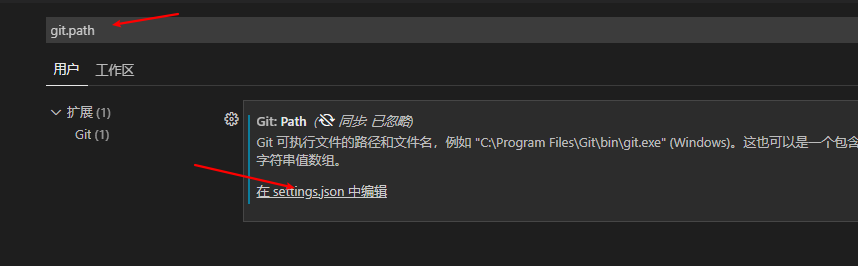 git.path
用户 工作区
扩展 (1)
Git (1)
Git: Path (同步: 已忽略)
Git 可执行文件的路径和文件名，例如 "C:\Program Files\Git\bin\git.exe" (Windows)。这也可以是一个包含
字符串值数组。
在 settings.json 中编辑